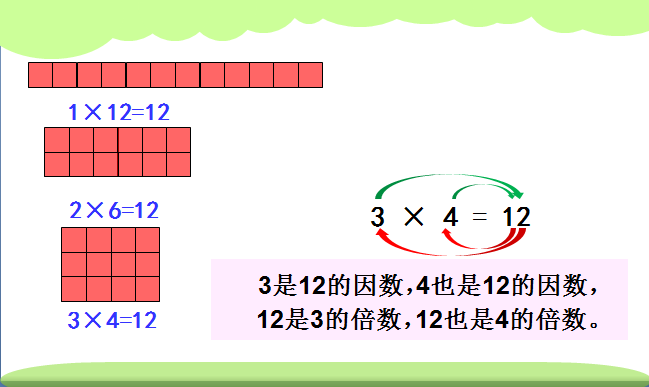 1×12=12
2×6=12
3×4=12
3 × 4 = 12
3是12的因数,4也是12的因数,
12是3的倍数,12也是4的倍数。